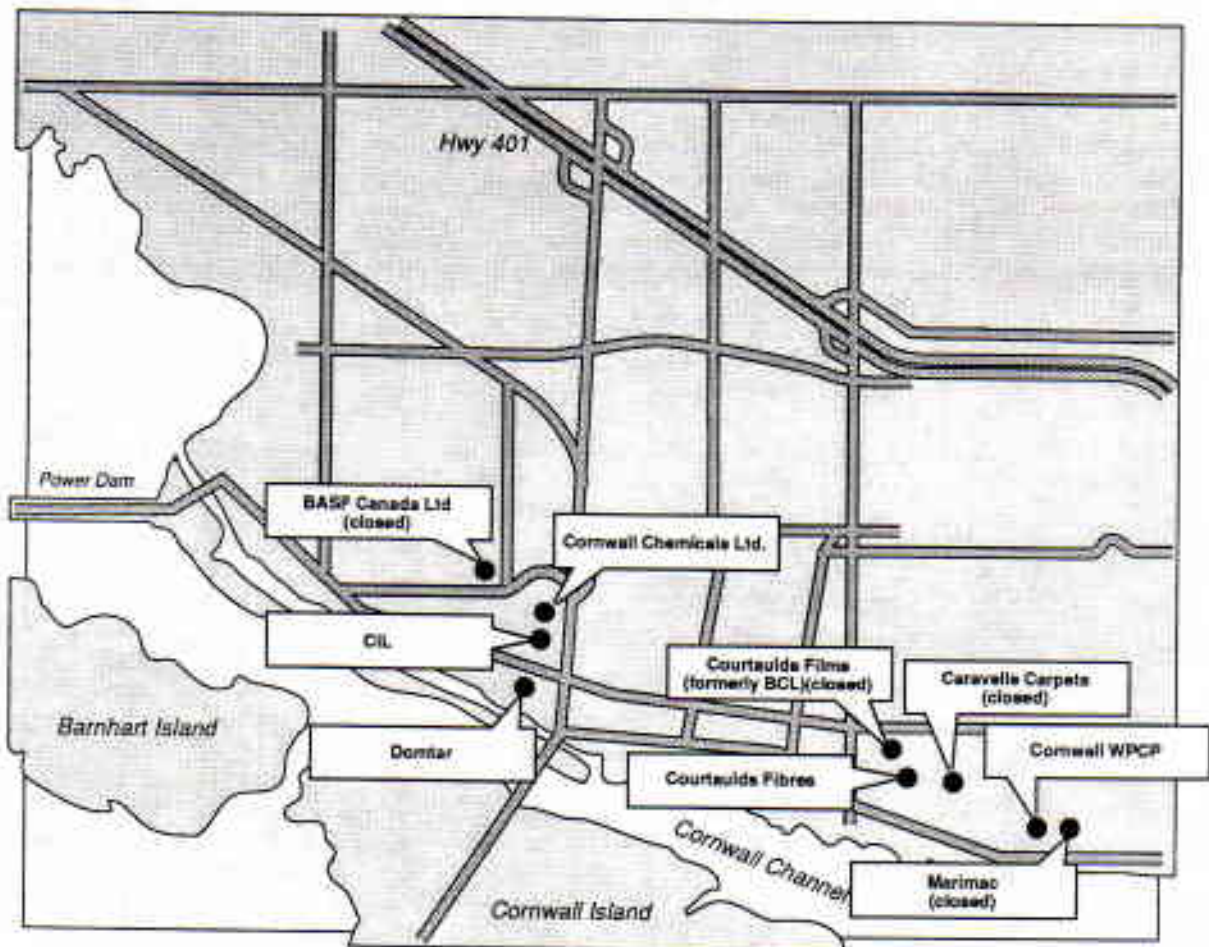 Hwy 401
Power Dam
BASF Canada Ltd
(closed)
Cornwall Chemicals Ltd.
CIL
Courtaulds Films
(formerly BCL)(closed)
Caravelle Carpets
(closed)
Barnhart Island
Domtar
Cornwall WPCP
Courtaulds Fibres
Cornwall Channel
Marimac
(closed)
Cornwall Island